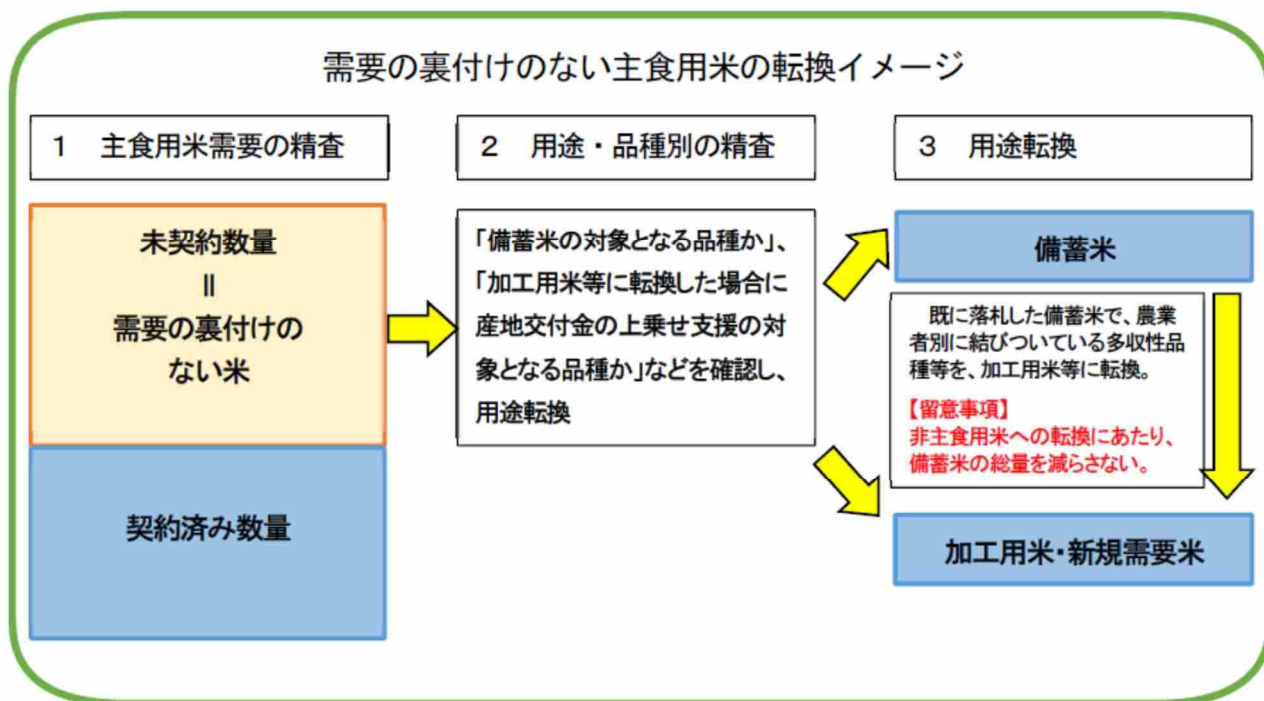 需要の裏付けのない主食用米の転換イメージ
1 主食用米需要の精査
2 用途・品種別の精査
3 用途転換
未契約数量
॥
需要の裏付けの
ない米
契約済み数量
「備蓄米の対象となる品種か」、
「加工用米等に転換した場合に
産地交付金の上乗せ支援の対
象となる品種か」などを確認し、
用途転換
備蓄米
既に落札した備蓄米で、農業
者別に結びついている多収性品
種等を、加工用米等に転換。
【留意事項】
非主食用米への転換にあたり、
備蓄米の総量を減らさない。
加工用米・新規需要米